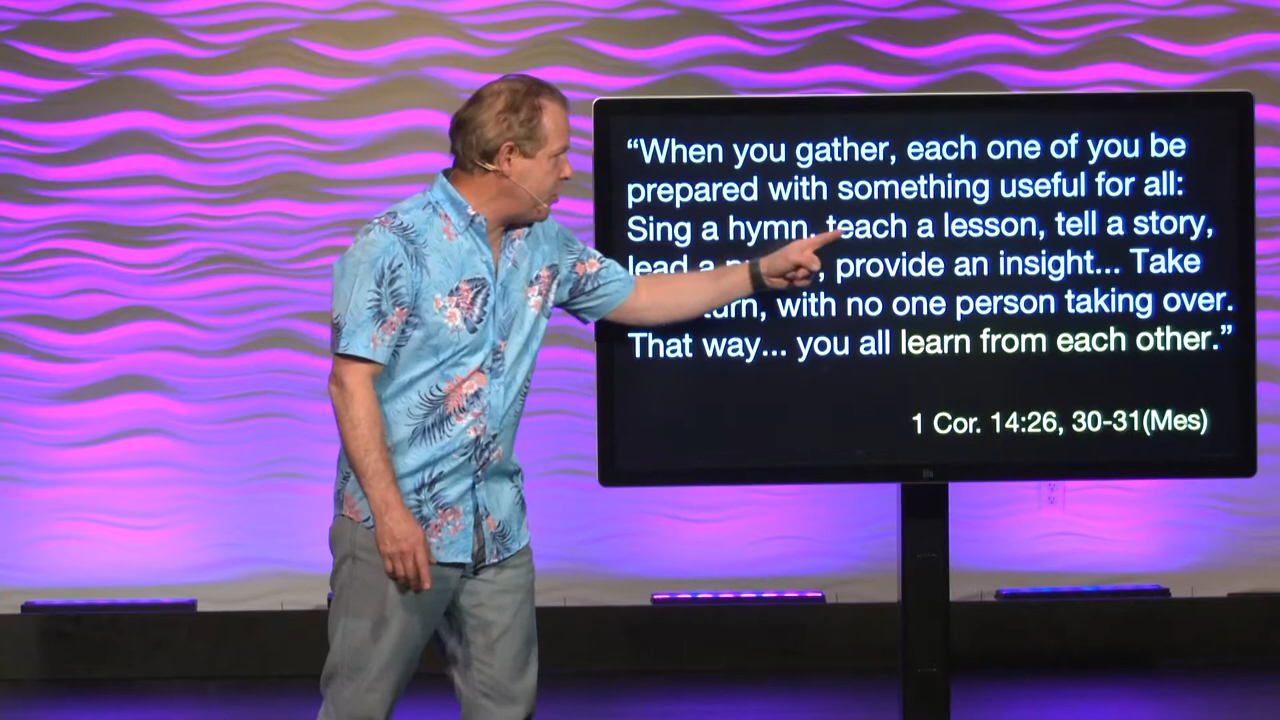 “When you gather, each one of you be
prepared with something useful for all:
Sing a hymn, teach a lesson, tell a story,
lead a , provide an insight... Take
turn, with no one person taking over.
That way... you all learn from each other.”
1 Cor. 14:26, 30-31(Mes)